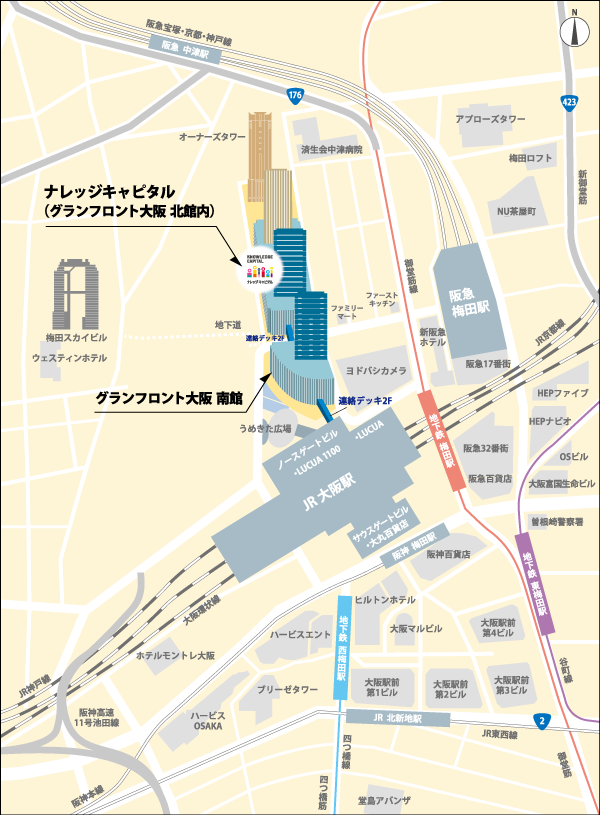 N
阪急宝塚・京都・神戸線
阪急 中津駅
176
423
オーナーズタワー
済生会中津病院
アプローズタワー
梅田ロフト
新御堂筋
NU茶屋町
ナレッジキャピタル
(グランフロント大阪 北館内)
KNOWLEDGE
CAPITAL
ナレッジキャピタル
御堂筋線
阪急
梅田駅
JR京都線
梅田スカイビル
ウェスティンホテル
地下道
連絡デッキ2F
ファミリー
マート
ファースト
キッチン
新阪急
ホテル
阪急17番街
ヨドバシカメラ
グランフロント大阪 南館
連絡デッキ2F
うめきた広場
地下鉄 梅田駅
HEPファイブ
HEPナビオ
ノースゲートビル
・LUCUA 1100
・LUCUA
JR 大阪駅
阪急32番街
阪急百貨店
OSビル
大阪富国生命ビル
曽根崎警察署
サウスゲートビル
・大丸百貨店
阪神 梅田駅
阪神百貨店
地下鉄 東梅田駅
大阪環状線
ヒルトンホテル
地下鉄 西梅田駅
ハービスエント
大阪マルビル
大阪駅前
第4ビル
ホテルモントレ大阪
谷町線
JR神戸線
ブリーゼタワー
大阪駅前
第1ビル
大阪駅前
第2ビル
大阪駅前
第3ビル
阪神高速
11号池田線
ハービス
OSAKA
JR 北新地駅
2
JR東西線
四つ橋線
御堂筋
阪神本線
四つ橋筋
堂島アバンザ